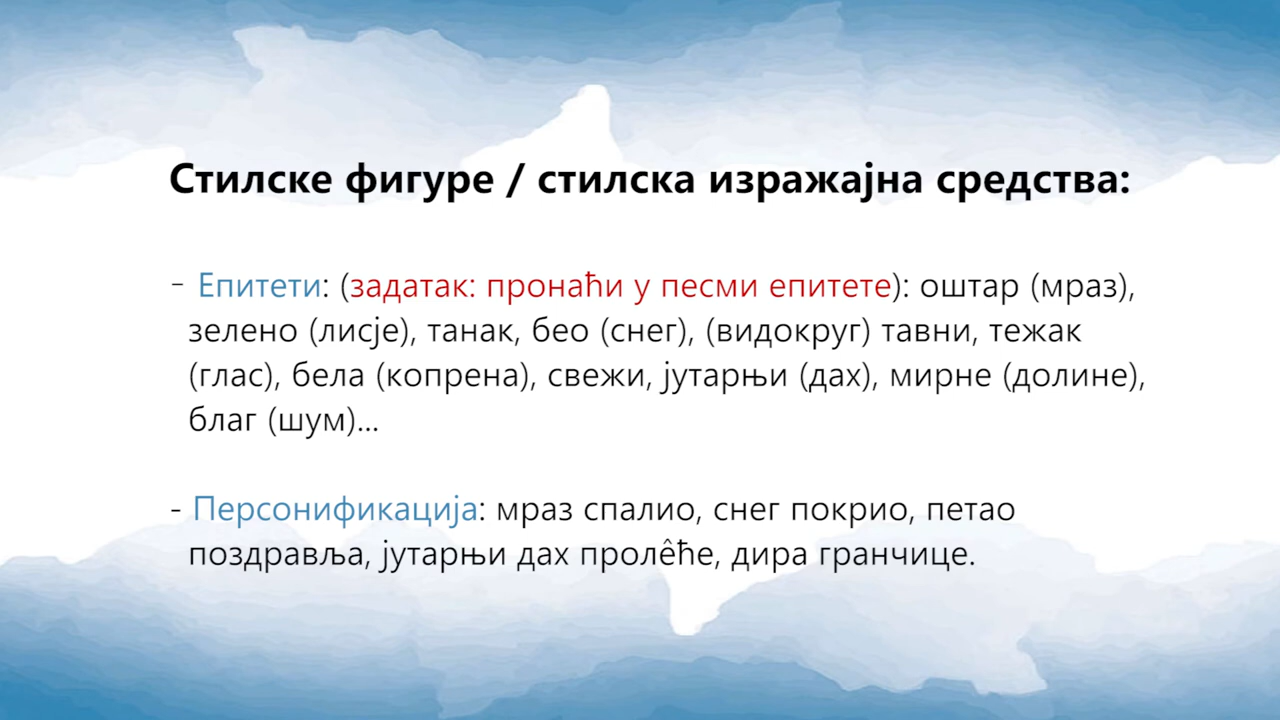 Стилске фигуре / стилска изражајна средства:
- Епитети: (задатак: пронаћи у песми епитете): оштар (мраз),
зелено (лисје), танак, бео (снег), (видокруг) тавни, тежак
(глас), бела (копрена), свежи, јутарњи (дах), мирне (долине),
благ (шум)...
- Персонификација: мраз спалио, снег покрио, петао
поздравља, јутарњи дах пролȇће, дира гранчице.